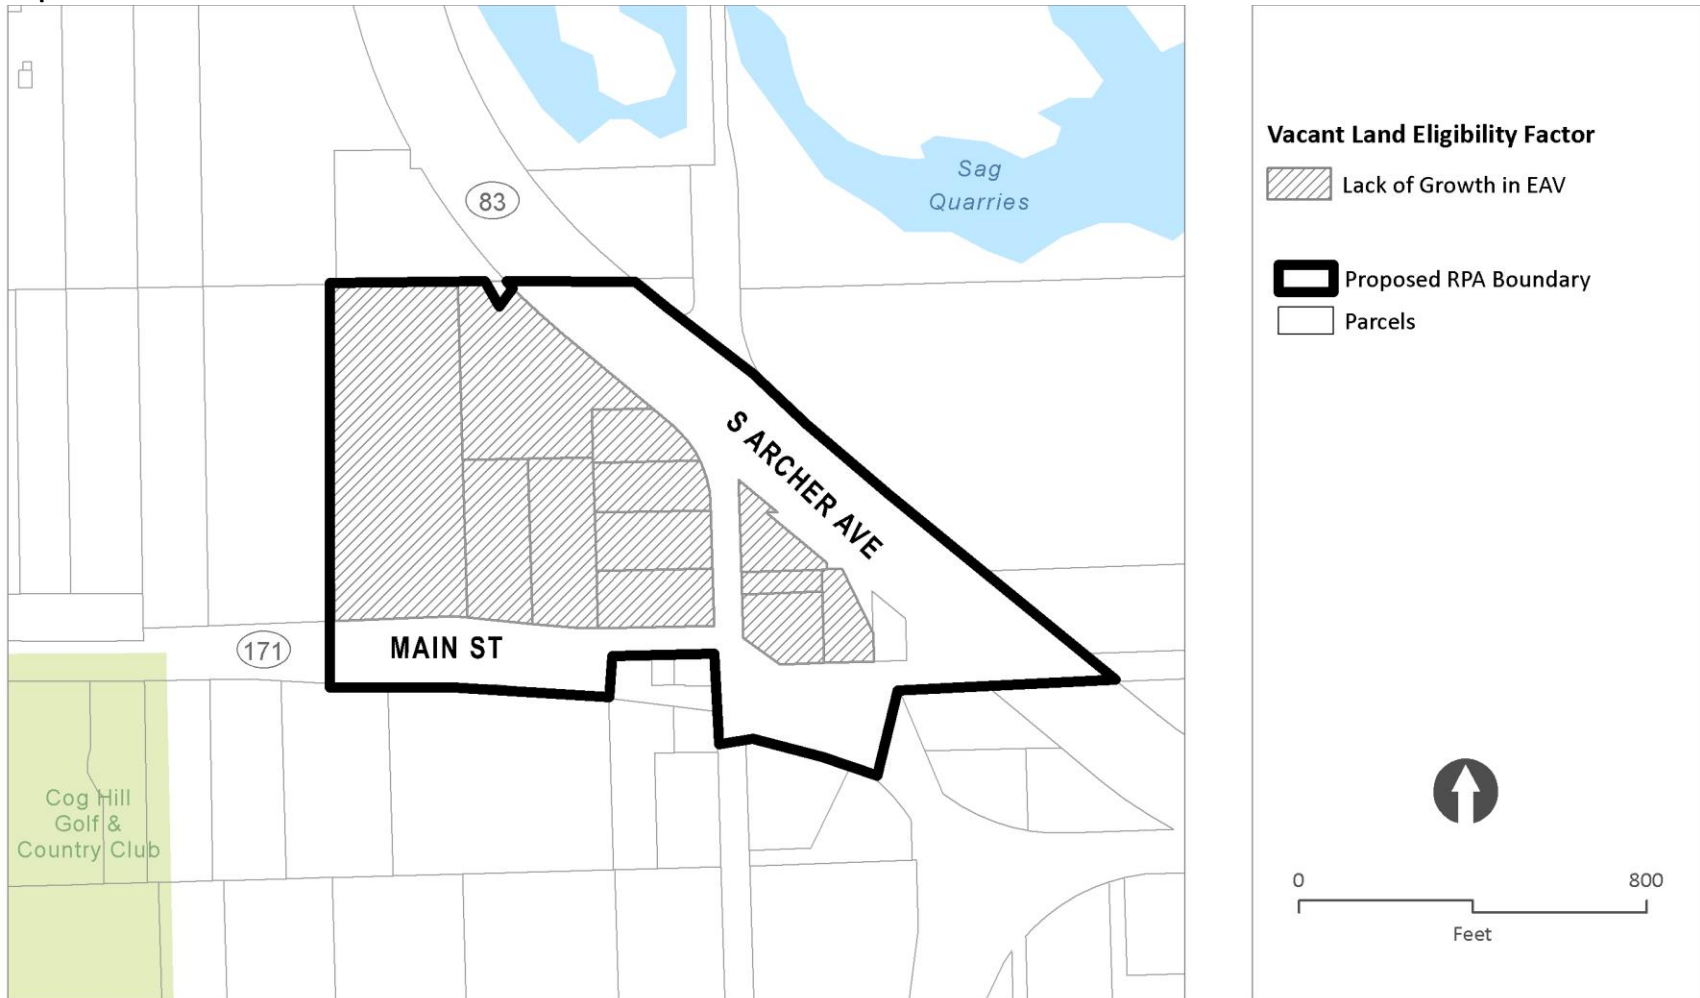 83
Sag
Quarries
S ARCHER AVE
MAIN ST
171
Cog Hill
Golf &
Country Club
Vacant Land Eligibility Factor
Lack of Growth in EAV
Proposed RPA Boundary
Parcels
0 800
Feet